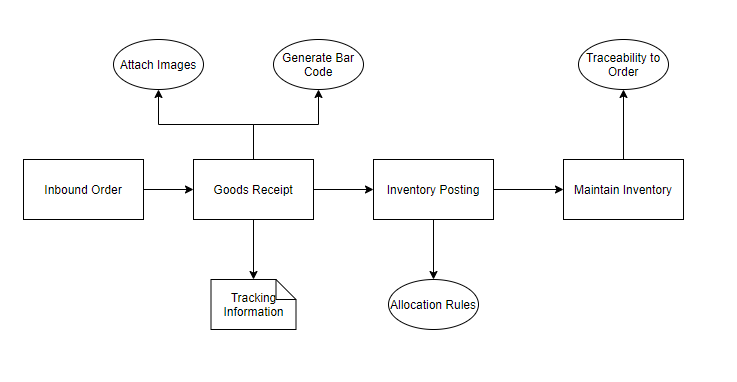 Attach Images
Generate Bar
Code
Traceability to
Order
Inbound Order
Goods Receipt
Inventory Posting
Maintain Inventory
Tracking
Information
Allocation Rules